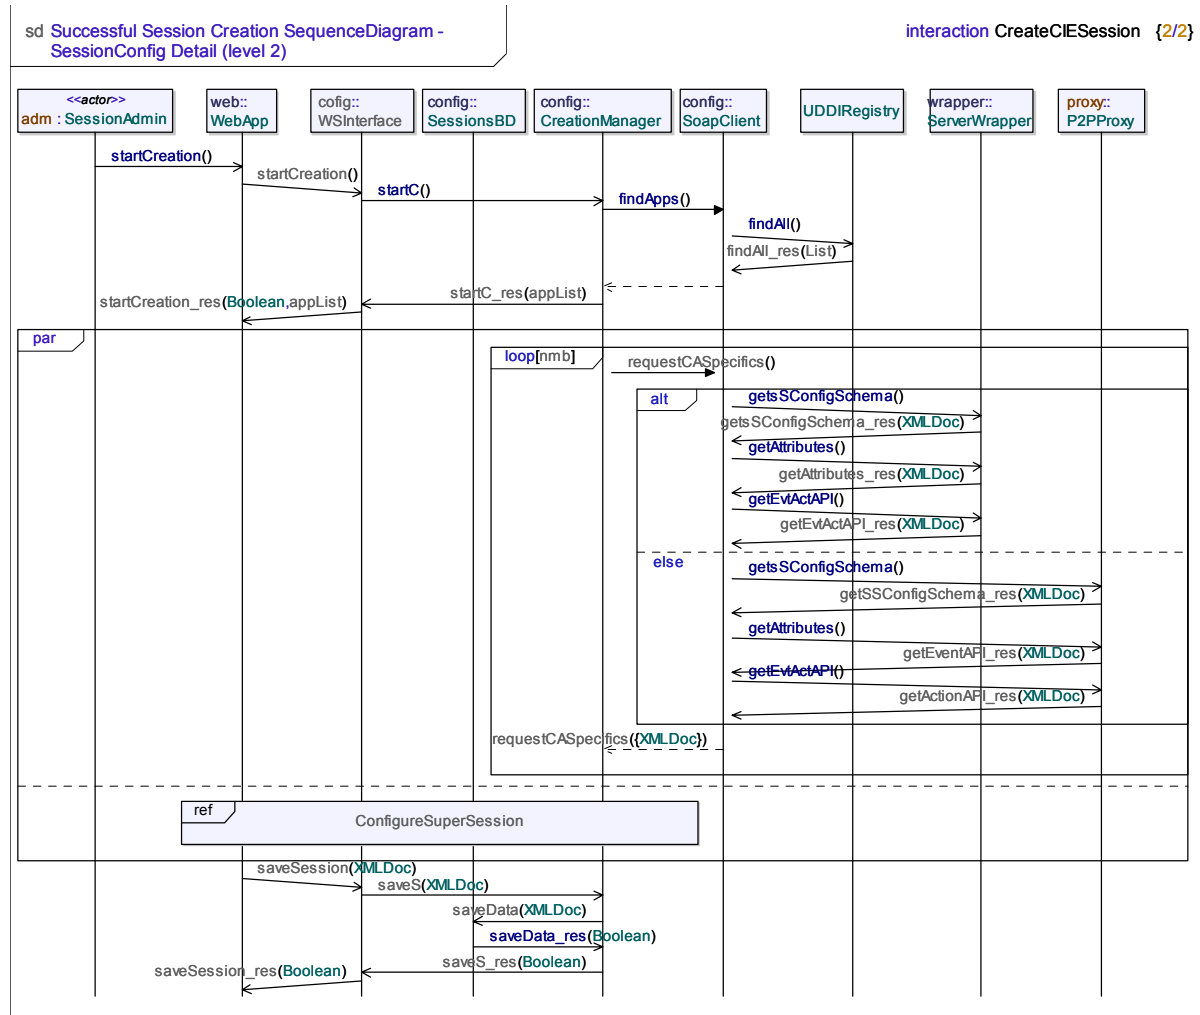 sd Successful Session Creation SequenceDiagram -
SessionConfig Detail (level 2)
interaction CreateCIESession {2/2}
<<actor>>
adm : SessionAdmin
web::
WebApp
cofig::
WSInterface
config::
SessionsBD
config::
CreationManager
config::
SoapClient
UDDIRegistry
wrapper::
ServerWrapper
proxy::
P2PProxy
startCreation()
startCreation()
startC()
findApps()
findAll()
findAll_res(List)
startC_res(appList)
startCreation_res(Boolean,appList)
par
loop[nmb]
requestCASpecifics()
alt
getsSConfigSchema()
getsSConfigSchema_res(XMLDoc)
getAttributes()
getAttributes_res(XMLDoc)
getEvtActAPI()
getEvtActAPI_res(XMLDoc)
else
getsSConfigSchema()
getSSConfigSchema_res(XMLDoc)
getAttributes()
getEventAPI_res(XMLDoc)
getEvtActAPI()
getActionAPI_res(XMLDoc)
requestCASpecifics({XMLDoc})
ref
ConfigureSuperSession
saveSession(XMLDoc)
saveS(XMLDoc)
saveData(XMLDoc)
saveData_res(Boolean)
saveS_res(Boolean)
saveSession_res(Boolean)